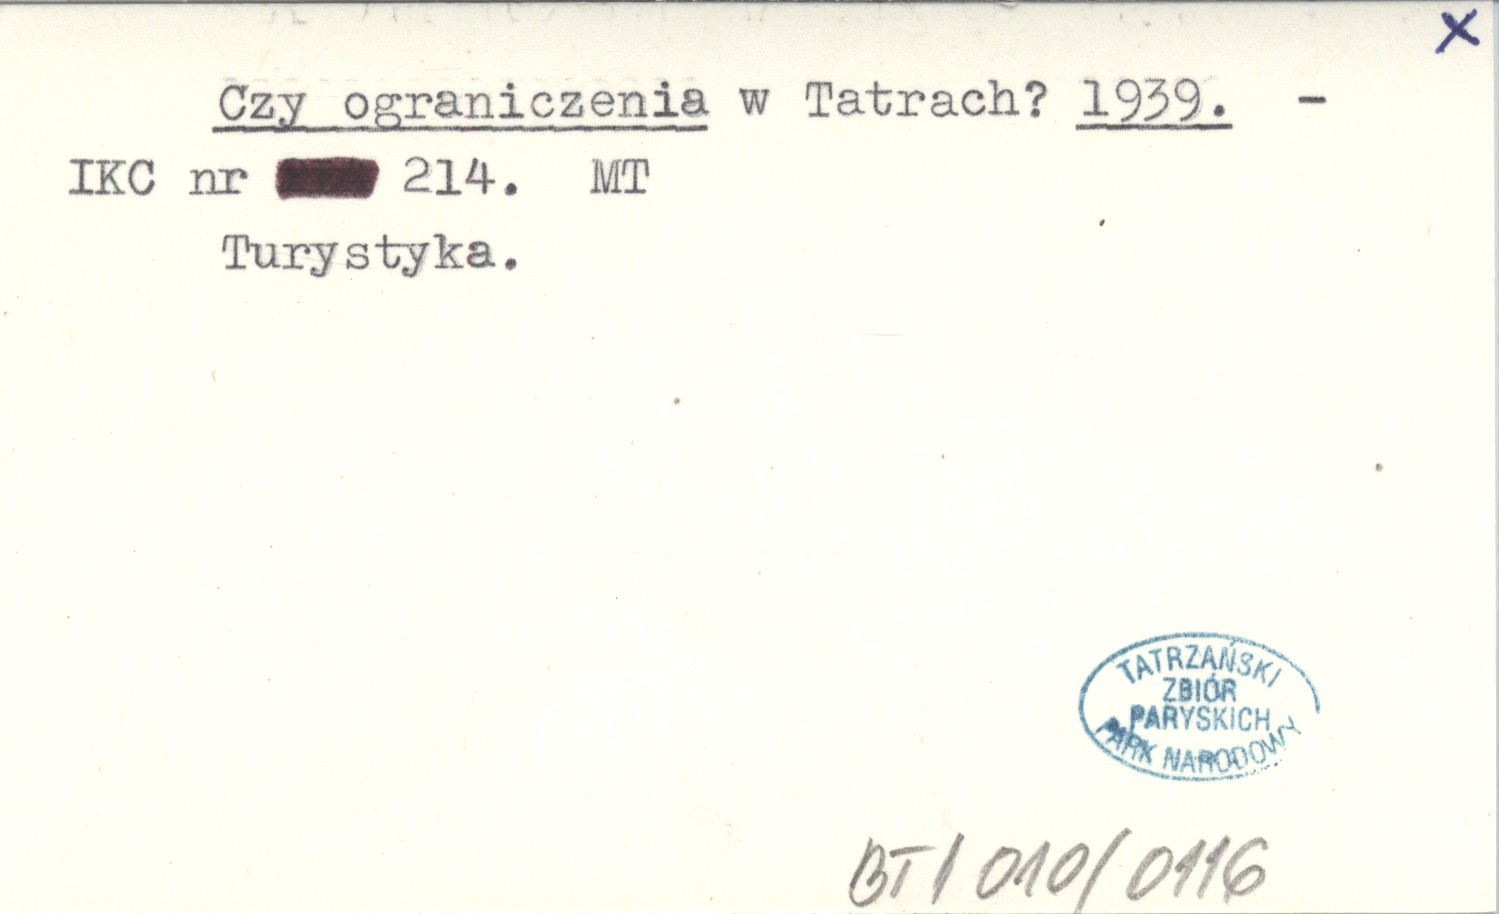 X
Czy ograniczenia w Tatrach? 1939. -
IKC nr 214. MT
Turystyka.
TATRZAŃSKI
ZBIÓR
PARYSKICH
PARK NARODOWY
BT/010/0116